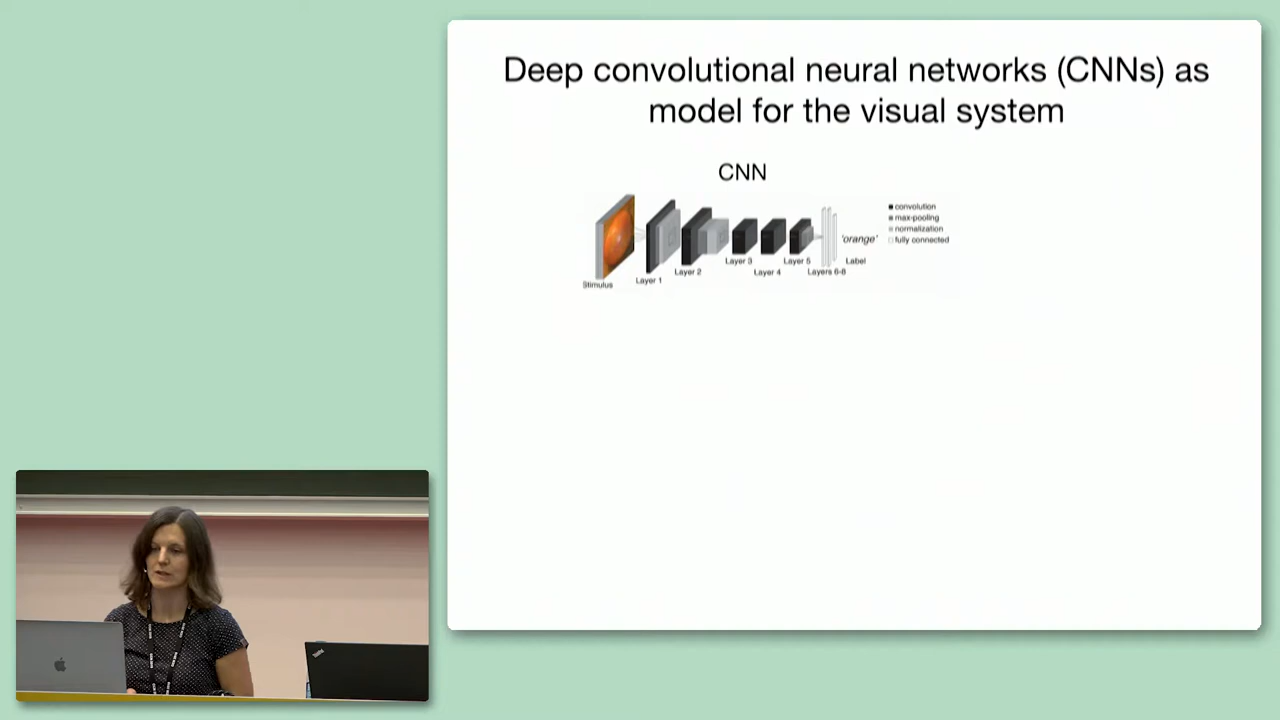 Deep convolutional neural networks (CNNs) as
model for the visual system
CNN
convolution
max-pooling
normalization
fully connected
'orange'
Stimulus
Layer 1
Layer 2
Layer 3
Layer 4
Layer 5
Layers 6-8
Label